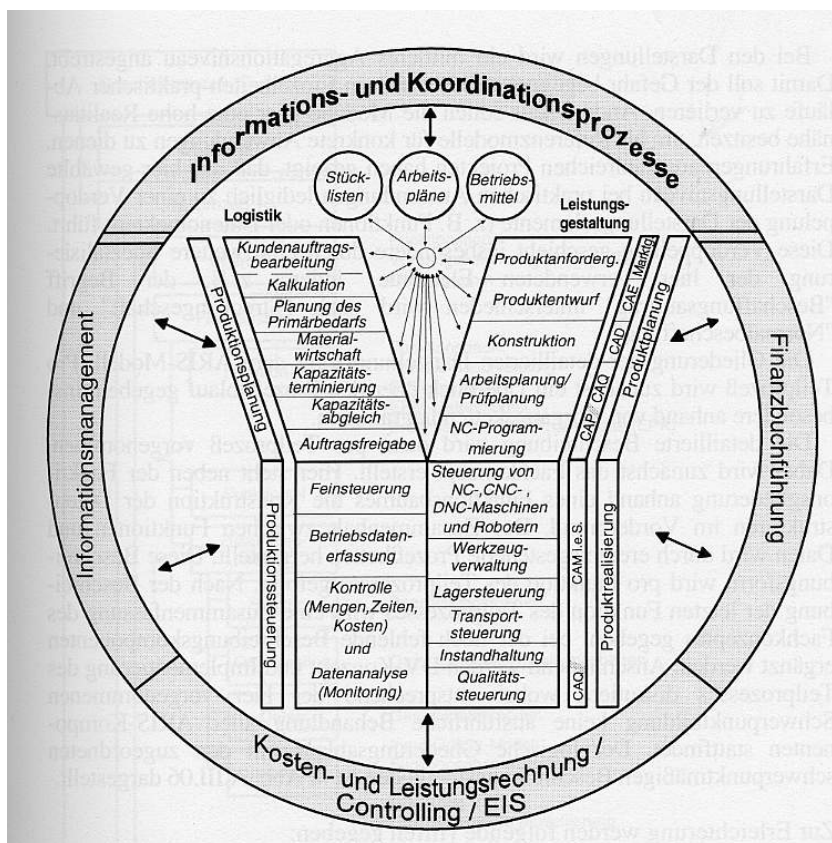 Informations- und Koordinationsprozesse
Stück-
listen
Arbeits-
pläne
Betriebs-
mittel
Logistik
Leistungs-
gestaltung
Informationsmanagement
Produktionsplanung
Kundenauftrags-
bearbeitung
Kalkulation
Planung des
Primärbedarfs
Material-
wirtschaft
Kapazitäts-
terminierung
Kapazitäts-
abgleich
Auftragsfreigabe
Produktanforderg.
Produktentwurf
Konstruktion
Arbeitsplanung/
Prüfplanung
NC-Program-
mierung
CAP
CAQ
CAD
CAE
Marktg
Produktplanung
Finanzbuchführung
Produktionssteuerung
Feinsteuerung
Betriebsdaten-
erfassung
Kontrolle
(Mengen,Zeiten,
Kosten)
und
Datenanalyse
(Monitoring)
Steuerung von
NC-,CNC-,
DNC-Maschinen
und Robotern
Werkzeug-
verwaltung
Lagersteuerung
Transport-
steuerung
Instandhaltung
Qualitäts-
steuerung
CAM i.e.S.
CAQ
Produktrealisierung
Kosten- und Leistungsrechnung /
Controlling / EIS